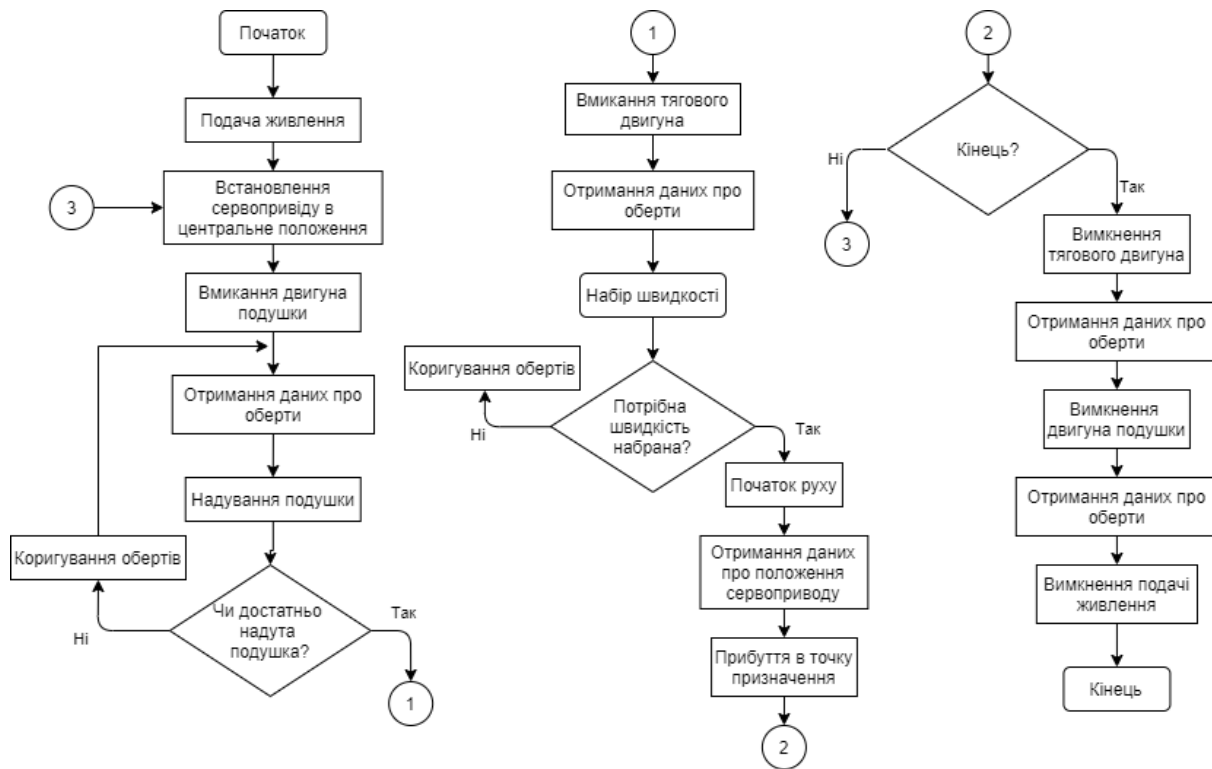 Початок
Подача живлення
3
Встановлення
сервопривіду в
центральне положення
Вмикання двигуна
подушки
Отримання даних про
оберти
Надування подушки
Коригування обертів
Чи достатньо
надута
подушка?
Ні
Так
1
1
Вмикання тягового
двигуна
Отримання даних про
оберти
Набір швидкості
Коригування обертів
Потрібна
швидкість
набрана?
Ні
Так
Початок руху
Отримання даних
про положення
сервоприводу
Прибуття в точку
призначення
2
2
Кінець?
Ні
3
Так
Вимкнення
тягового двигуна
Отримання даних про
оберти
Вимкнення
двигуна подушки
Отримання даних про
оберти
Вимкнення подачі
живлення
Кінець